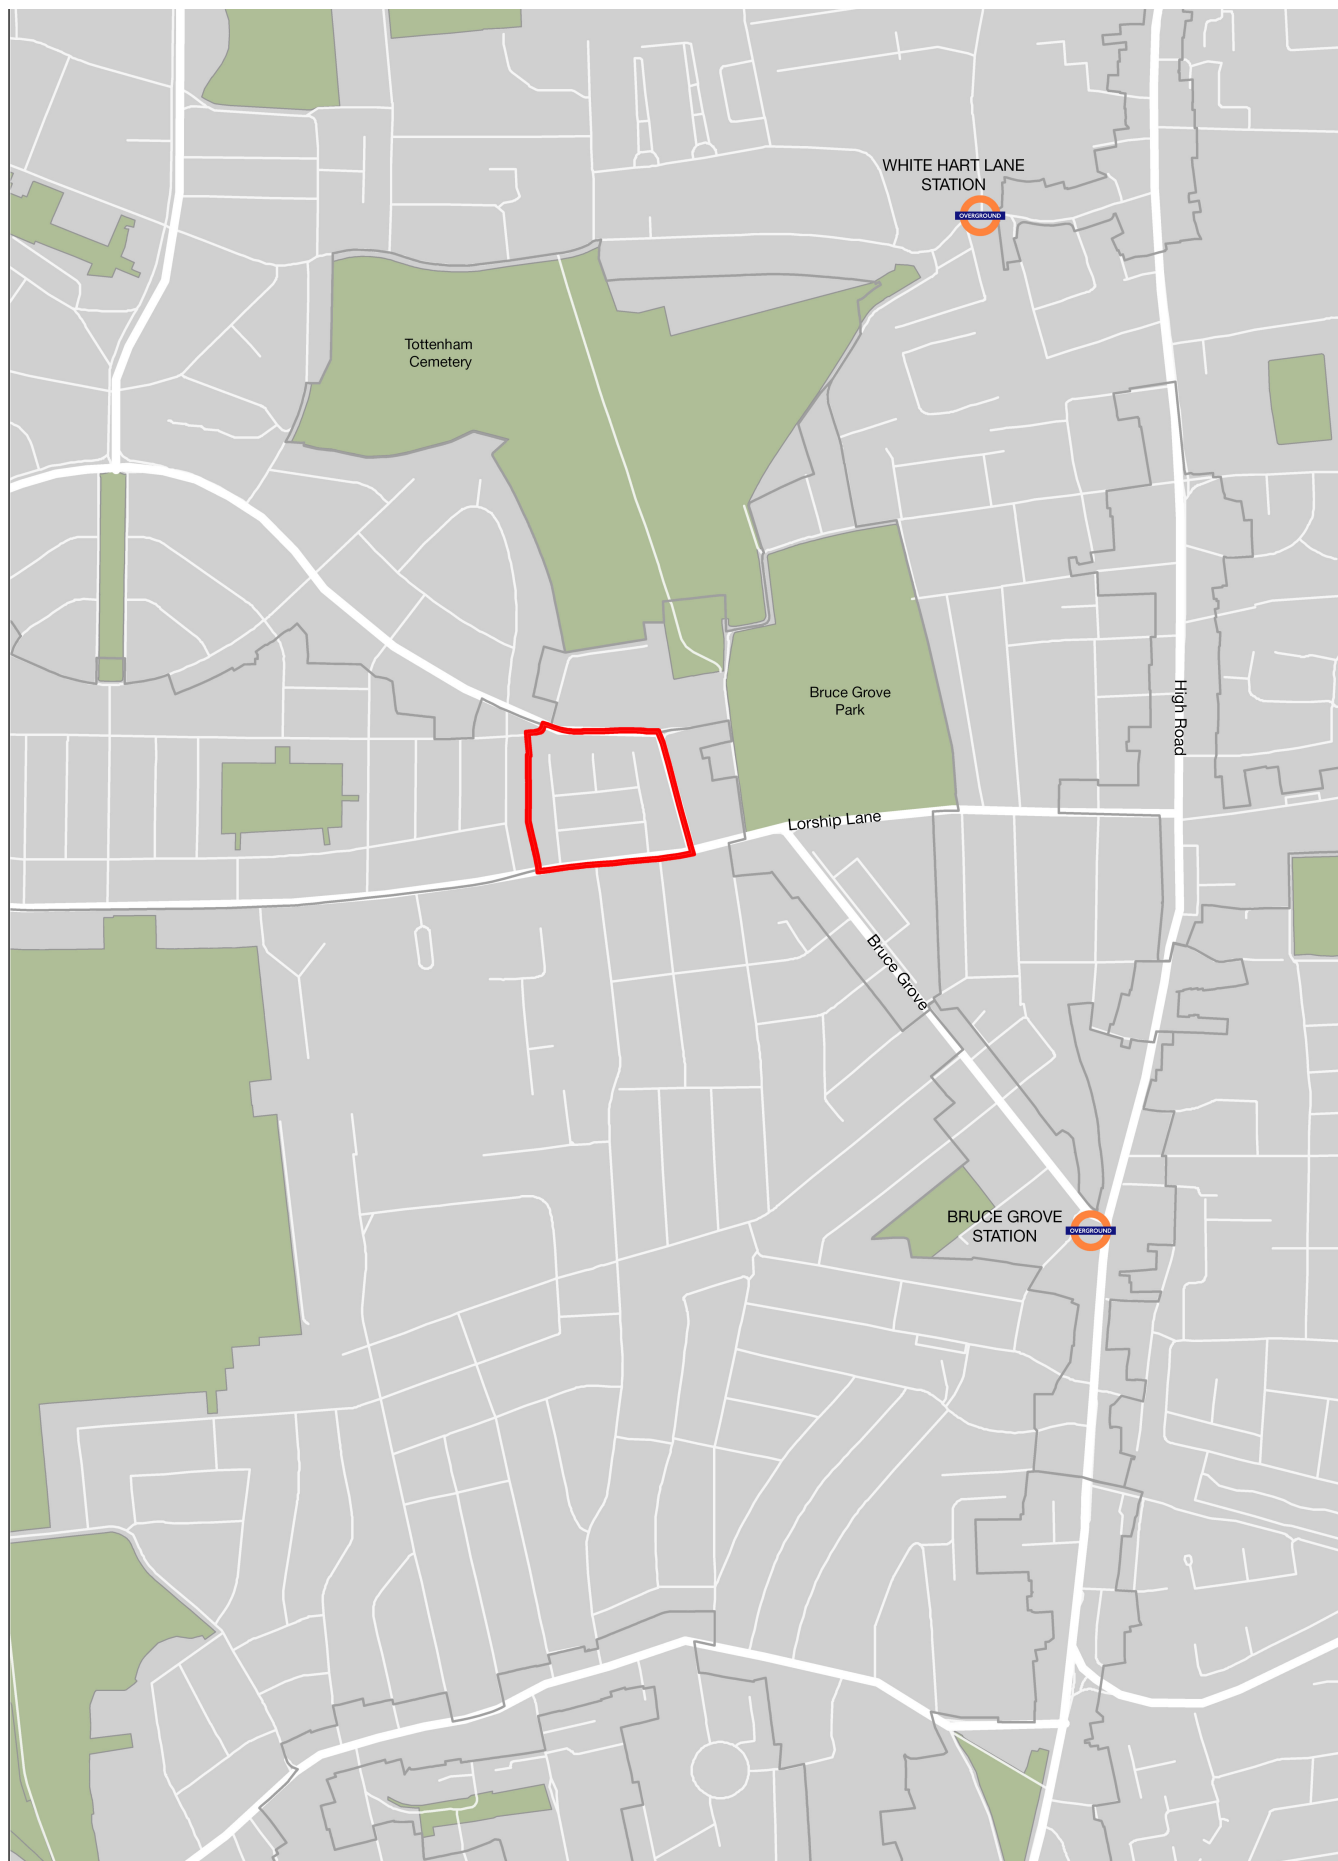 WHITE HART LANE
STATION
OVERGROUND
Tottenham
Cemetery
Bruce Grove
Park
High Road
Lorship Lane
Bruce Grove
BRUCE GROVE
STATION
OVERGROUND